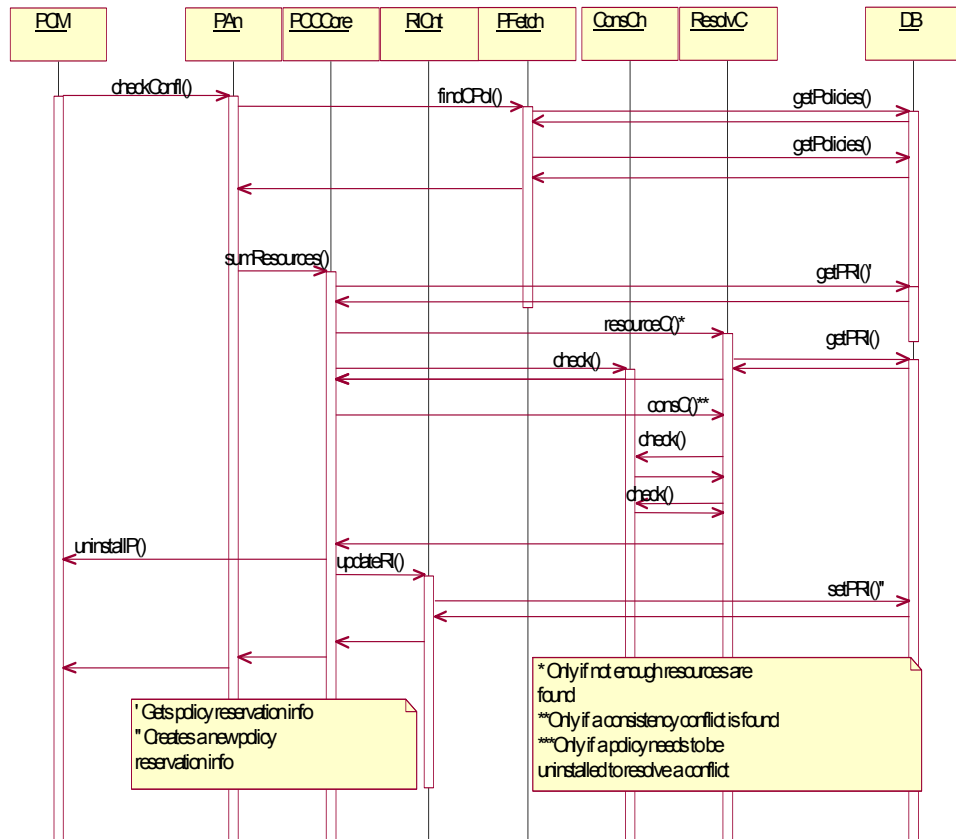 PCM
PAn
PCCCore
RICnt
PFetch
ConsCh
ResolvC
DB
checkConfl()
findCPol()
getPolicies()
getPolicies()
sumResources()
getPRI()'
resourceC()*
getPRI()
check()
consC()**
check()
check()
uninstallP()
updateRI()
setPRI()"
* Only if not enough resources are
found
**Only if a consistency conflict is found
***Only if a policy needs to be
uninstalled to resolve a conflict
' Gets policy reservation info
" Creates a new policy
reservation info